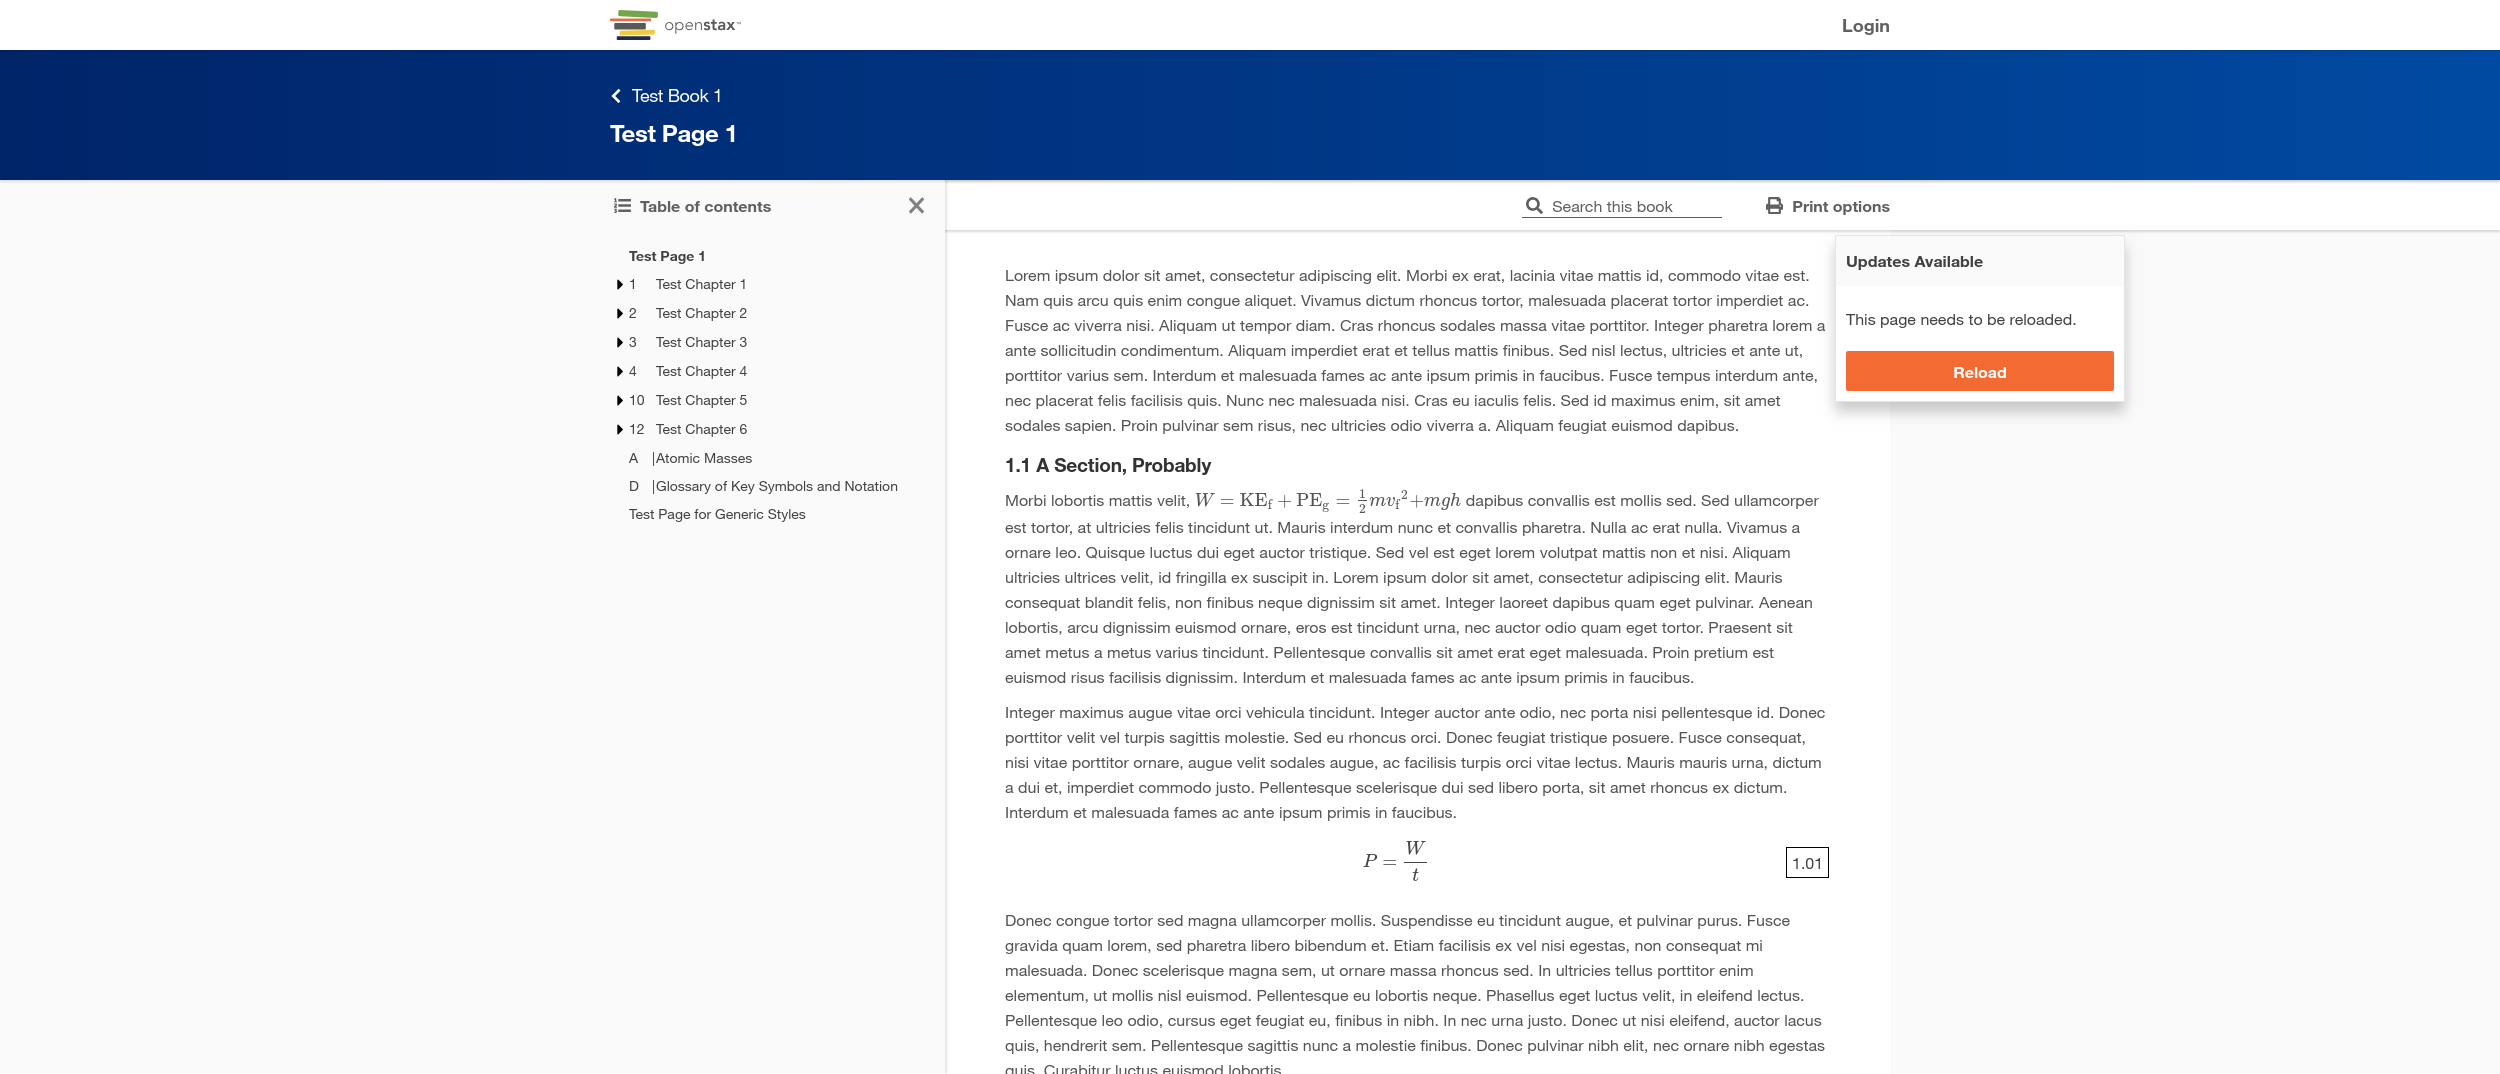 openstax™
Login
Test Book 1
Test Page 1
Table of contents
Search this book
Print options
Test Page 1
1 Test Chapter 1
2 Test Chapter 2
3 Test Chapter 3
4 Test Chapter 4
10 Test Chapter 5
12 Test Chapter 6
A |Atomic Masses
D |Glossary of Key Symbols and Notation
Test Page for Generic Styles
Lorem ipsum dolor sit amet, consectetur adipiscing elit. Morbi ex erat, lacinia vitae mattis id, commodo vitae est.
Nam quis arcu quis enim congue aliquet. Vivamus dictum rhoncus tortor, malesuada placerat tortor imperdiet ac.
Fusce ac viverra nisi. Aliquam ut tempor diam. Cras rhoncus sodales massa vitae porttitor. Integer pharetra lorem a
ante sollicitudin condimentum. Aliquam imperdiet erat et tellus mattis finibus. Sed nisl lectus, ultricies et ante ut,
porttitor varius sem. Interdum et malesuada fames ac ante ipsum primis in faucibus. Fusce tempus interdum ante,
nec placerat felis facilisis quis. Nunc nec malesuada nisi. Cras eu iaculis felis. Sed id maximus enim, sit amet
sodales sapien. Proin pulvinar sem risus, nec ultricies odio viverra a. Aliquam feugiat euismod dapibus.
1.1 A Section, Probably
Morbi lobortis mattis velit, W = KE_f + PE_g = 1/2 mv_f^2+mgh dapibus convallis est mollis sed. Sed ullamcorper
est tortor, at ultricies felis tincidunt ut. Mauris interdum nunc et convallis pharetra. Nulla ac erat nulla. Vivamus a
ornare leo. Quisque luctus dui eget auctor tristique. Sed vel est eget lorem volutpat mattis non et nisi. Aliquam
ultricies ultrices velit, id fringilla ex suscipit in. Lorem ipsum dolor sit amet, consectetur adipiscing elit. Mauris
consequat blandit felis, non finibus neque dignissim sit amet. Integer laoreet dapibus quam eget pulvinar. Aenean
lobortis, arcu dignissim euismod ornare, eros est tincidunt urna, nec auctor odio quam eget tortor. Praesent sit
amet metus a metus varius tincidunt. Pellentesque convallis sit amet erat eget malesuada. Proin pretium est
euismod risus facilisis dignissim. Interdum et malesuada fames ac ante ipsum primis in faucibus.
Integer maximus augue vitae orci vehicula tincidunt. Integer auctor ante odio, nec porta nisi pellentesque id. Donec
porttitor velit vel turpis sagittis molestie. Sed eu rhoncus orci. Donec feugiat tristique posuere. Fusce consequat,
nisi vitae porttitor ornare, augue velit sodales augue, ac facilisis turpis orci vitae lectus. Mauris mauris urna, dictum
a dui et, imperdiet commodo justo. Pellentesque scelerisque dui sed libero porta, sit amet rhoncus ex dictum.
Interdum et malesuada fames ac ante ipsum primis in faucibus.
P = W/t
1.01
Donec congue tortor sed magna ullamcorper mollis. Suspendisse eu tincidunt augue, et pulvinar purus. Fusce
gravida quam lorem, sed pharetra libero bibendum et. Etiam facilisis ex vel nisi egestas, non consequat mi
malesuada. Donec scelerisque magna sem, ut ornare massa rhoncus sed. In ultricies tellus porttitor enim
elementum, ut mollis nisl euismod. Pellentesque eu lobortis neque. Phasellus eget luctus velit, in eleifend lectus.
Pellentesque leo odio, cursus eget feugiat eu, finibus in nibh. In nec urna justo. Donec ut nisi eleifend, auctor lacus
quis, hendrerit sem. Pellentesque sagittis nunc a molestie finibus. Donec pulvinar nibh elit, nec ornare nibh egestas
quis. Curabitur luctus euismod lobortis.
Updates Available
This page needs to be reloaded.
Reload